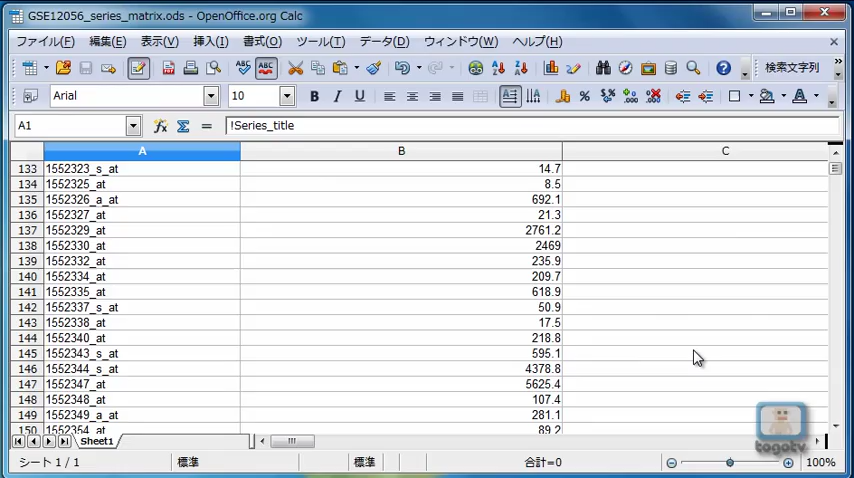 GSE12056_series_matrix.ods - OpenOffice.org Calc
ファイル(F) 編集(E) 表示(V) 挿入(I) 書式(O) ツール(T) データ(D) ウィンドウ(W) ヘルプ(H)
検索文字列
Arial 10
A1 !Series_title
A B C
133 1552323_s_at 14.7
134 1552325_at 8.5
135 1552326_a_at 692.1
136 1552327_at 21.3
137 1552329_at 2761.2
138 1552330_at 2469
139 1552332_at 235.9
140 1552334_at 209.7
141 1552335_at 618.9
142 1552337_s_at 50.9
143 1552338_at 17.5
144 1552340_at 218.8
145 1552343_s_at 595.1
146 1552344_s_at 4378.8
147 1552347_at 5625.4
148 1552348_at 107.4
149 1552349_a_at 281.1
150 1552354_at 89.2
Sheet1
シート 1 / 1 標準 標準 合計=0 100%
togotv